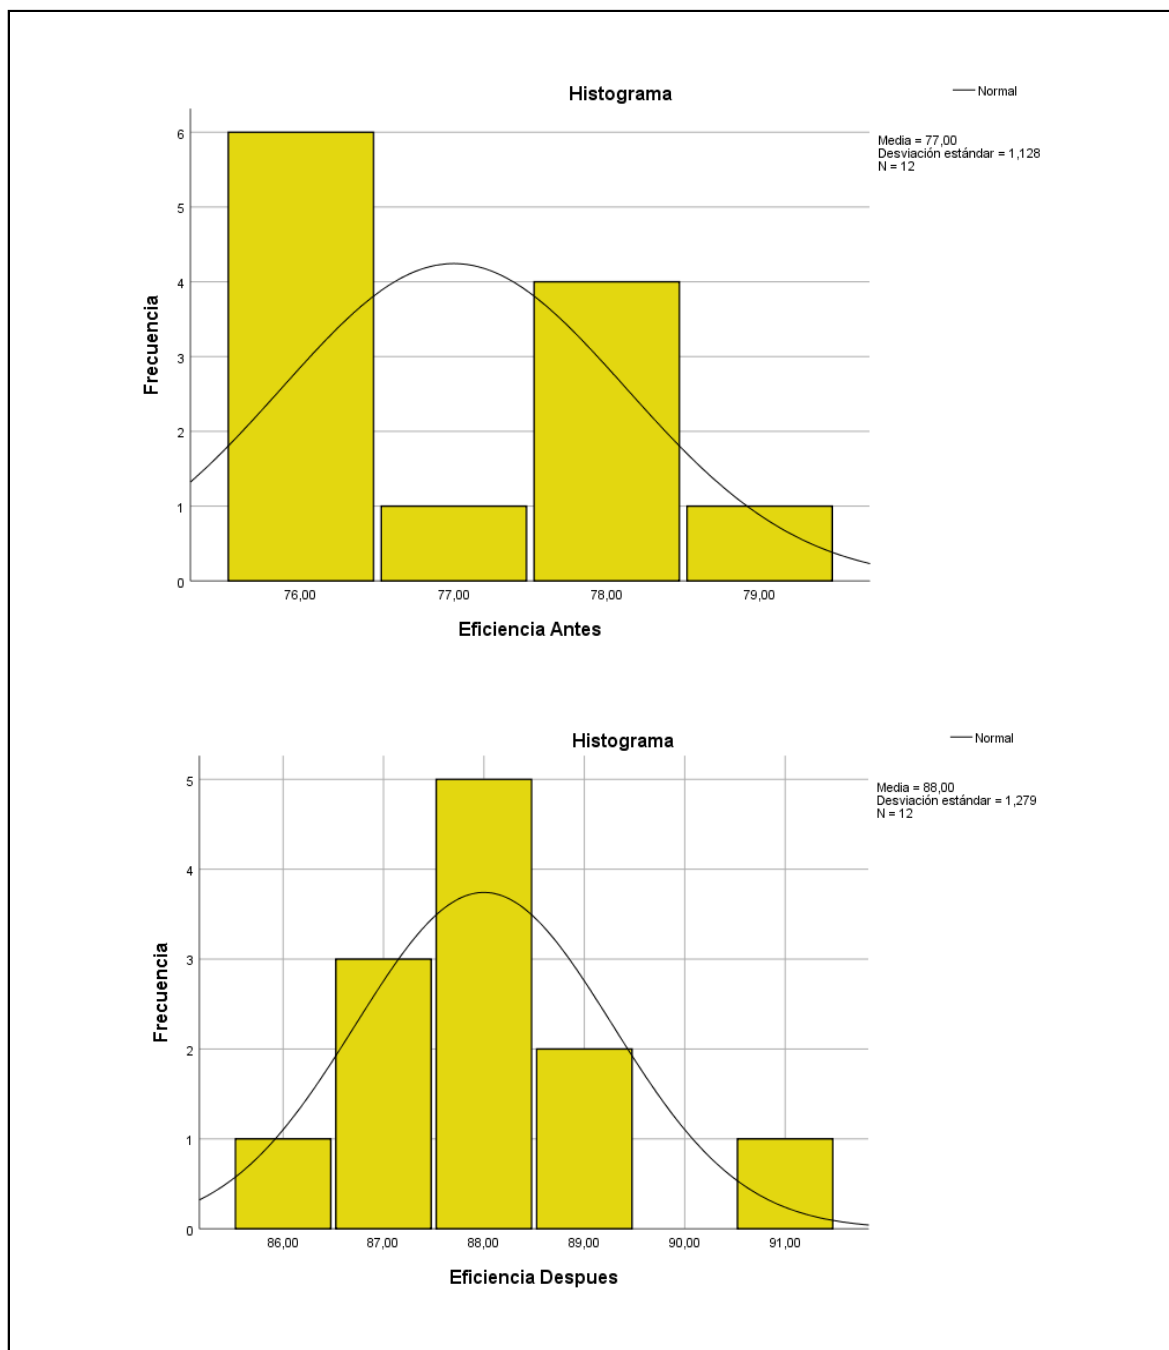 Histograma
Normal
Media = 77,00
Desviación estándar = 1,128
N = 12
6
5
4
3
2
1
0
Frecuencia
76,00 77,00 78,00 79,00
Eficiencia Antes
Histograma
Normal
Media = 88,00
Desviación estándar = 1,279
N = 12
5
4
3
2
1
0
Frecuencia
86,00 87,00 88,00 89,00 90,00 91,00
Eficiencia Despues